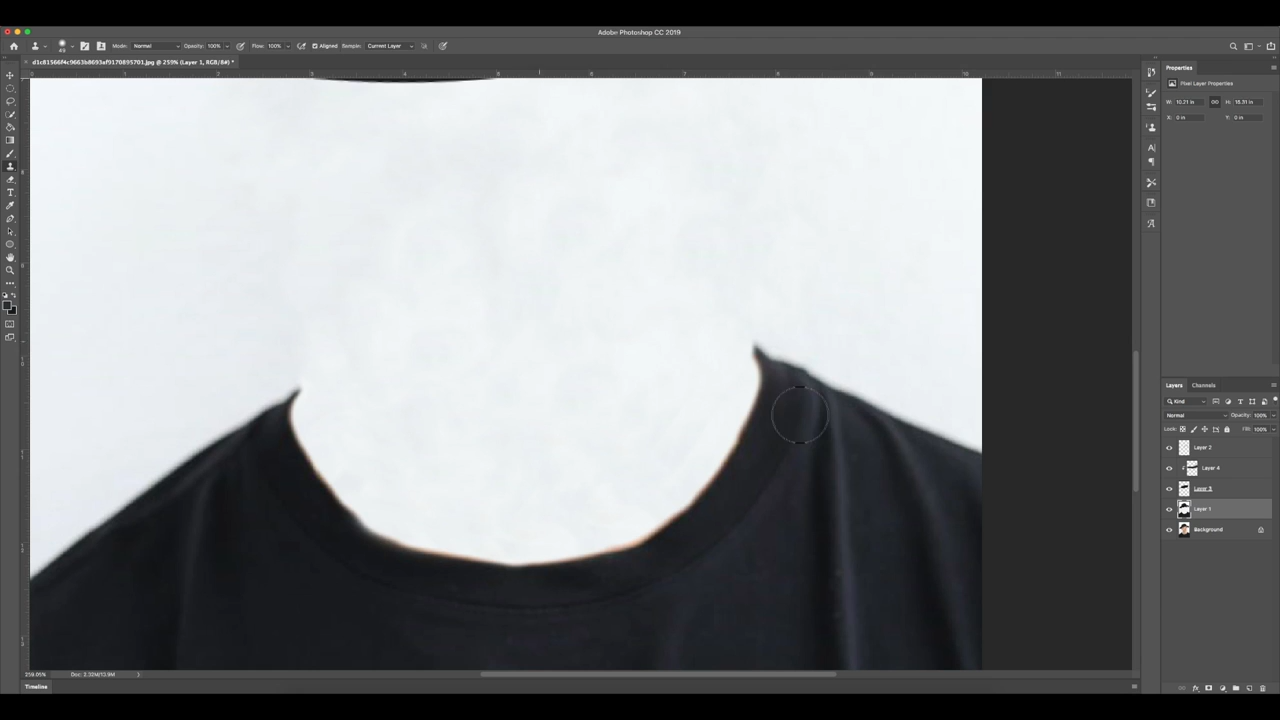 Adobe Photoshop CC 2019
Mode: Normal Opacity: 100% Flow: 100% Aligned Sample: Current Layer
d1c81566f4c9663b8693af9170895701.jpg @ 259% (Layer 1, RGB/8#) *
Properties
Pixel Layer Properties
W: 10.21 in H: 15.31 in
X: 0 in Y: 0 in
Layers Channels
Kind
Normal Opacity: 100%
Lock: Fill: 100%
Layer 2
Layer 4
Layer 3
Layer 1
Background
259.05% Doc: 2.32M/13.9M
Timeline